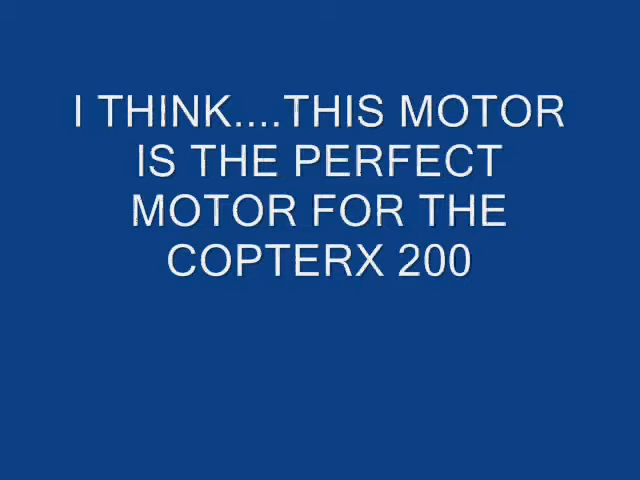 I THINK....THIS MOTOR
IS THE PERFECT
MOTOR FOR THE
COPTERX 200